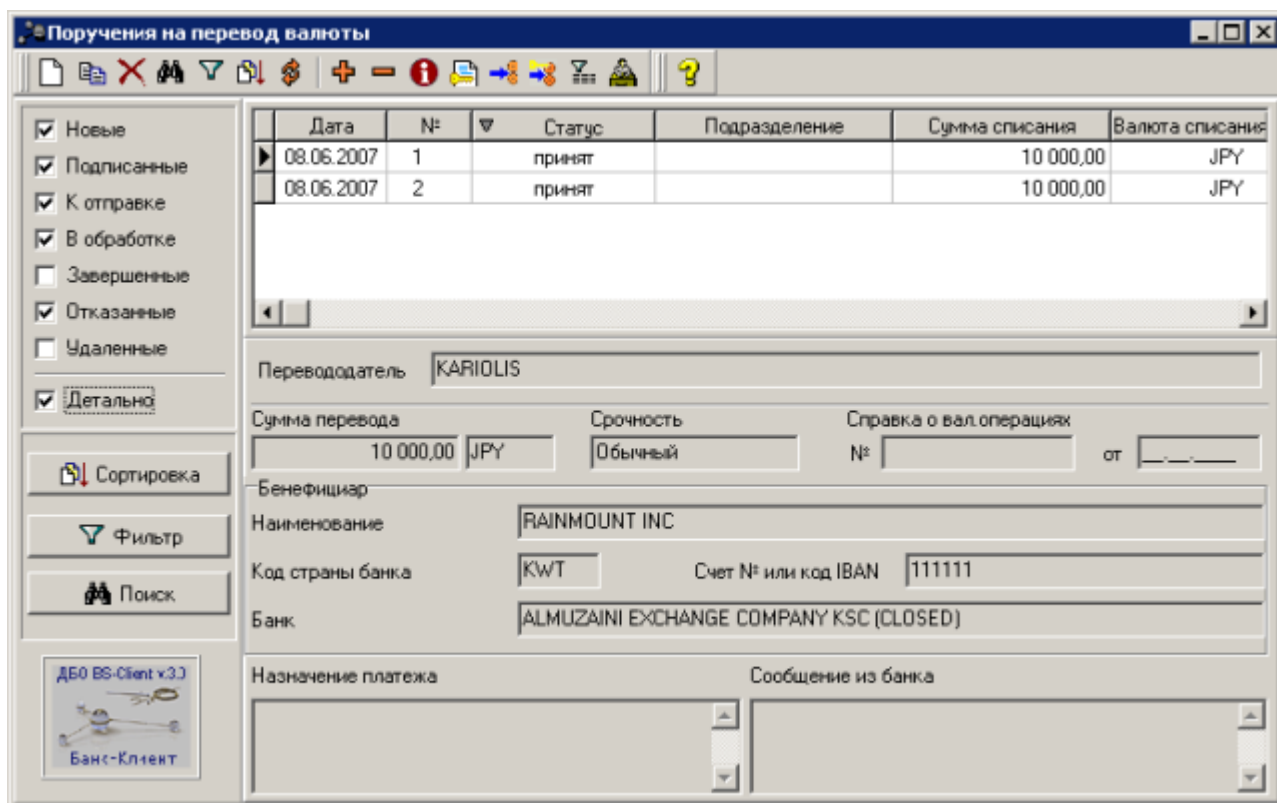 Поручения на перевод валюты
Новые
Подписанные
К отправке
В обработке
Завершенные
Отказанные
Удаленные
Детально
Сортировка
Фильтр
Поиск
ДБО BS-Client v.3.3
Банк-Клиент
Дата № Статус Подразделение Сумма списания Валюта списания
08.06.2007 1 принят 10 000,00 JPY
08.06.2007 2 принят 10 000,00 JPY
Перевододатель KARIOLIS
Сумма перевода Срочность Справка о вал.операциях
10 000,00 JPY Обычный № от __.__.____
Бенефициар
Наименование RAINMOUNT INC
Код страны банка KWT Счет № или код IBAN 111111
Банк ALMUZAINI EXCHANGE COMPANY KSC (CLOSED)
Назначение платежа Сообщение из банка